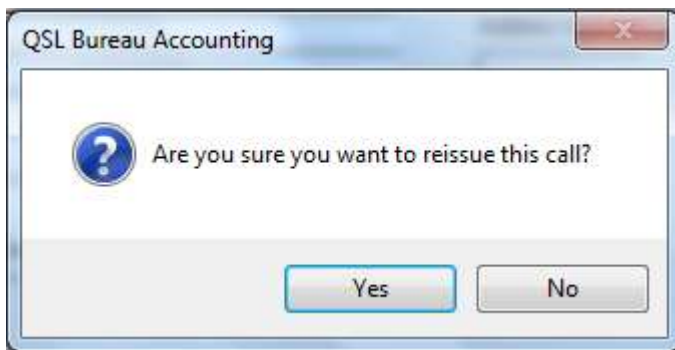 QSL Bureau Accounting
Are you sure you want to reissue this call?
Yes
No